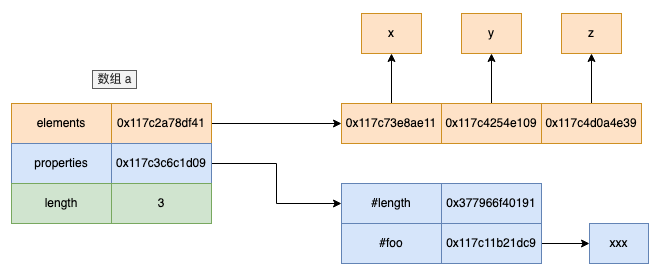 x y z
数组 a
elements 0x117c2a78df41 0x117c73e8ae11 0x117c4254e109 0x117c4d0a4e39
properties 0x117c3c6c1d09
length 3 #length 0x377966f40191
#foo 0x117c11b21dc9 xxx